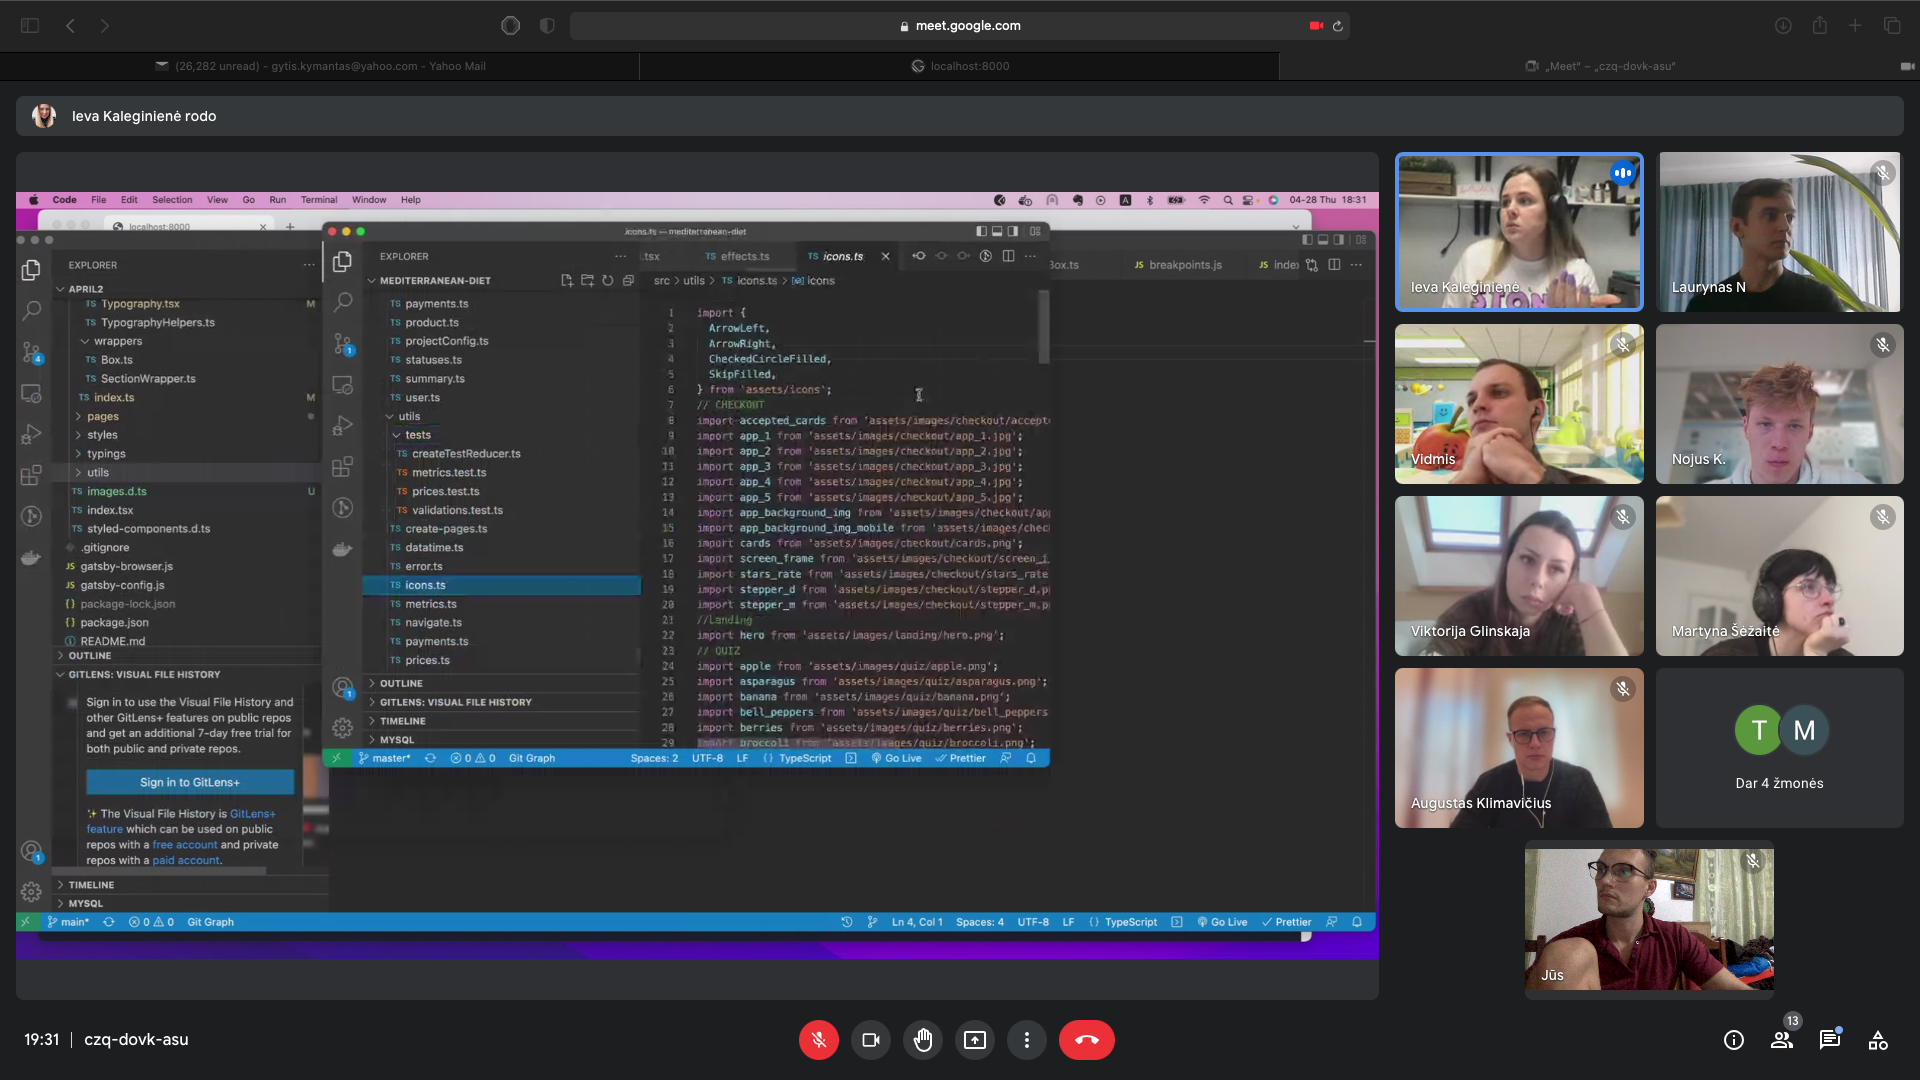 meet.google.com
(26,282 unread) - gytis.kymantas@yahoo.com - Yahoo Mail
localhost:8000
„Meet“ – „czq-dovk-asu“
Ieva Kaleginienė rodo
Code File Edit Selection View Go Run Terminal Window Help
04-28 Thu 18:31
localhost:8000
icons.ts — mediterranean-diet
EXPLORER
APRIL2
Typography.tsx M
TypographyHelpers.ts
wrappers
Box.ts
SectionWrapper.ts
index.ts M
pages
styles
typings
utils
images.d.ts U
index.tsx
styled-components.d.ts
.gitignore
gatsby-browser.js
gatsby-config.js
package-lock.json
package.json
README.md
OUTLINE
GITLENS: VISUAL FILE HISTORY
Sign in to use the Visual File History and
other GitLens+ features on public repos
and get an additional 7-day free trial for
both public and private repos.
Sign in to GitLens+
✨ The Visual File History is GitLens+
feature which can be used on public
repos with a free account and private
repos with a paid account.
TIMELINE
MYSQL
main* 0 0 Git Graph
EXPLORER
MEDITERRANEAN-DIET
payments.ts
product.ts
projectConfig.ts
statuses.ts
summary.ts
user.ts
utils
tests
createTestReducer.ts
metrics.test.ts
prices.test.ts
validations.test.ts
create-pages.ts
datatime.ts
error.ts
icons.ts
metrics.ts
navigate.ts
payments.ts
prices.ts
OUTLINE
GITLENS: VISUAL FILE HISTORY
TIMELINE
MYSQL
master* 0 0 Git Graph
.tsx
TS effects.ts
TS icons.ts
src > utils > TS icons.ts > icons
1 import {
2 ArrowLeft,
3 ArrowRight,
4 CheckedCircleFilled,
5 SkipFilled,
6 } from 'assets/icons';
7 // CHECKOUT
8 import accepted_cards from 'assets/images/checkout/accept
9 import app_1 from 'assets/images/checkout/app_1.jpg';
10 import app_2 from 'assets/images/checkout/app_2.jpg';
11 import app_3 from 'assets/images/checkout/app_3.jpg';
12 import app_4 from 'assets/images/checkout/app_4.jpg';
13 import app_5 from 'assets/images/checkout/app_5.jpg';
14 import app_background_img from 'assets/images/checkout/ap
15 import app_background_img_mobile from 'assets/images/chec
16 import cards from 'assets/images/checkout/cards.png';
17 import screen_frame from 'assets/images/checkout/screen_
18 import stars_rate from 'assets/images/checkout/stars_rate
19 import stepper_d from 'assets/images/checkout/stepper_d.p
20 import stepper_m from 'assets/images/checkout/stepper_m.p
21 //Landing
22 import hero from 'assets/images/landing/hero.png';
23 // QUIZ
24 import apple from 'assets/images/quiz/apple.png';
25 import asparagus from 'assets/images/quiz/asparagus.png';
26 import banana from 'assets/images/quiz/banana.png';
27 import bell_peppers from 'assets/images/quiz/bell_peppers
28 import berries from 'assets/images/quiz/berries.png';
29 import broccoli from 'assets/images/quiz/broccoli.png';
Spaces: 2 UTF-8 LF { } TypeScript Go Live Prettier
Box.ts
JS breakpoints.js
JS index
Ln 4, Col 1 Spaces: 4 UTF-8 LF { } TypeScript Go Live Prettier
Ieva Kaleginienė
Laurynas N
Vidmis
Nojus K.
Viktorija Glinskaja
Martyna Šėžaitė
Augustas Klimavičius
T M
Dar 4 žmonės
Jūs
19:31 | czq-dovk-asu
13